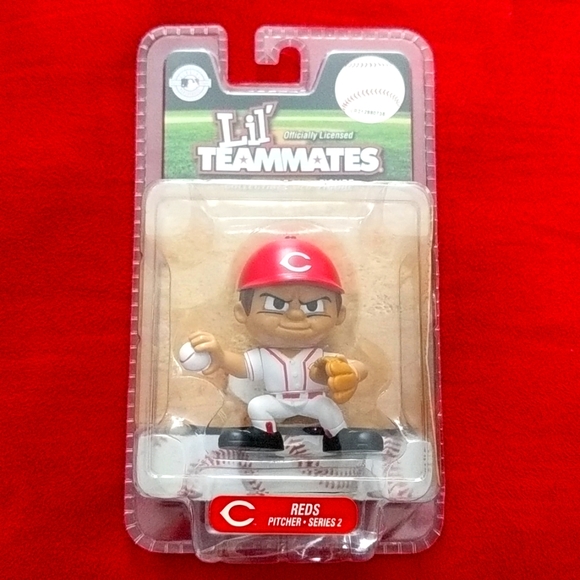 Lil'
Officially Licensed
TEAMMATES
C
C
REDS
PITCHER • SERIES 2